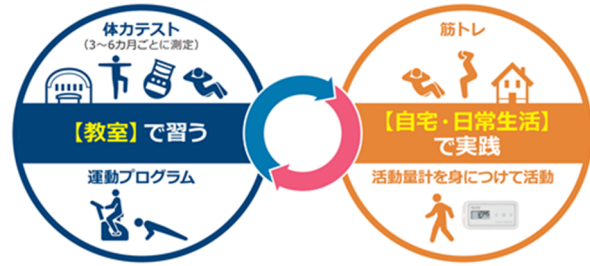 体力テスト
(3～6カ月ごとに測定)
【教室】で習う
運動プログラム
筋トレ
【自宅・日常生活】
で実践
活動量計を身につけて活動